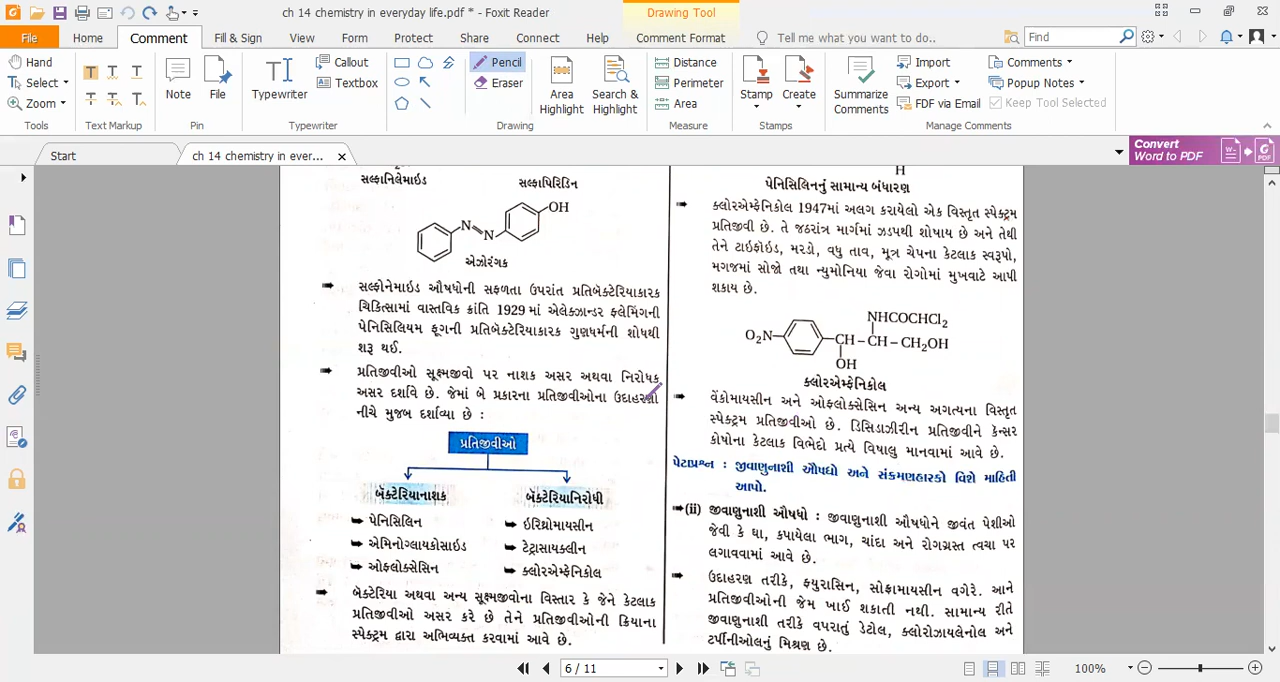 ch 14 chemistry in everyday life.pdf * - Foxit Reader
Drawing Tool
File Home Comment Fill & Sign View Form Protect Share Connect Help Comment Format Tell me what you want to do.. Find
Hand
Select
Zoom
Tools
Text Markup
Note
File
Pin
Typewriter
Callout
Textbox
Typewriter
Pencil
Eraser
Drawing
Area Highlight
Search & Highlight
Distance
Perimeter
Area
Measure
Stamp
Create
Stamps
Summarize Comments
Import
Export
FDF via Email
Comments
Popup Notes
Keep Tool Selected
Manage Comments
Start
ch 14 chemistry in ever...
Convert
Word to PDF
સલ્ફાનિલેમાઇડ સલ્ફાપિરિડિન
N
N
OH
એઝોરંગક
સલ્ફોનેમાઇડ ઔષધોની સફળતા ઉપરાંત પ્રતિબૅક્ટેરિયાકારક
ચિકિત્સામાં વાસ્તવિક ક્રાંતિ 1929 માં ઍલેક્ઝાન્ડર ફ્લેમિંગની
પેનિસિલિયમ ફૂગની પ્રતિબૅક્ટેરિયાકારક ગુણધર્મની શોધથી
શરૂ થઈ.
પ્રતિજીવીઓ સૂક્ષ્મજીવો પર નાશક અસર અથવા નિરોધક
અસર દર્શાવે છે. જેમાં બે પ્રકારના પ્રતિજીવીઓના ઉદાહરણો
નીચે મુજબ દર્શાવ્યા છે :
પ્રતિજીવીઓ
બૅક્ટેરિયાનાશક બૅક્ટેરિયાનિરોધી
પેનિસિલિન ઇરિથ્રોમાયસીન
એમિનોગ્લાયકોસાઇડ ટેટ્રાસાયક્લીન
ઓફ્લોક્સેસિન ક્લોરએમ્ફેનિકોલ
બૅક્ટેરિયા અથવા અન્ય સૂક્ષ્મજીવોના વિસ્તાર કે જેને કેટલાક
પ્રતિજીવીઓ અસર કરે છે તેને પ્રતિજીવીઓની ક્રિયાના
સ્પેક્ટ્રમ દ્વારા અભિવ્યક્ત કરવામાં આવે છે.
H
પેનિસિલિનનું સામાન્ય બંધારણ
ક્લોરએમ્ફેનિકોલ 1947માં અલગ કરાયેલો એક વિસ્તૃત સ્પેક્ટ્રમ
પ્રતિજીવી છે. તે જઠરાંત્ર માર્ગમાં ઝડપથી શોષાય છે અને તેથી
તેને ટાઇફોઇડ, મરડો, વધુ તાવ, મૂત્ર ચેપના કેટલાક સ્વરૂપો,
મગજમાં સોજો તથા ન્યુમોનિયા જેવા રોગોમાં મુખવાટે આપી
શકાય છે.
NHCOCHCl2
O2N CH – CH – CH2OH
OH
ક્લોરએમ્ફેનિકોલ
વેંકોમાયસીન અને ઓફ્લોક્સેસિન અન્ય અગત્યના વિસ્તૃત
સ્પેક્ટ્રમ પ્રતિજીવીઓ છે. ડિસિડાઝીરીન પ્રતિજીવીને કૅન્સર
કોષોના કેટલાક વિભેદો પ્રત્યે વિષાલુ માનવામાં આવે છે.
પેટાપ્રશ્ન : જીવાણુનાશી ઔષધો અને સંક્રમણહારકો વિશે માહિતી
આપો.
(ii) જીવાણુનાશી ઔષધો : જીવાણુનાશી ઔષધોને જીવંત પેશીઓ
જેવી કે ઘા, કપાયેલા ભાગ, ચાંદા અને રોગગ્રસ્ત ત્વચા પર
લગાવવામાં આવે છે.
ઉદાહરણ તરીકે, ફ્યુરાસિન, સોફ્રામાયસીન વગેરે. આને
પ્રતિજીવીઓની જેમ ખાઈ શકાતી નથી. સામાન્ય રીતે
જીવાણુનાશી તરીકે વપરાતું ડેટોલ, ક્લોરોઝાયલેનોલ અને
ટર્પીનીઓલનું મિશ્રણ છે.
6 / 11
100%